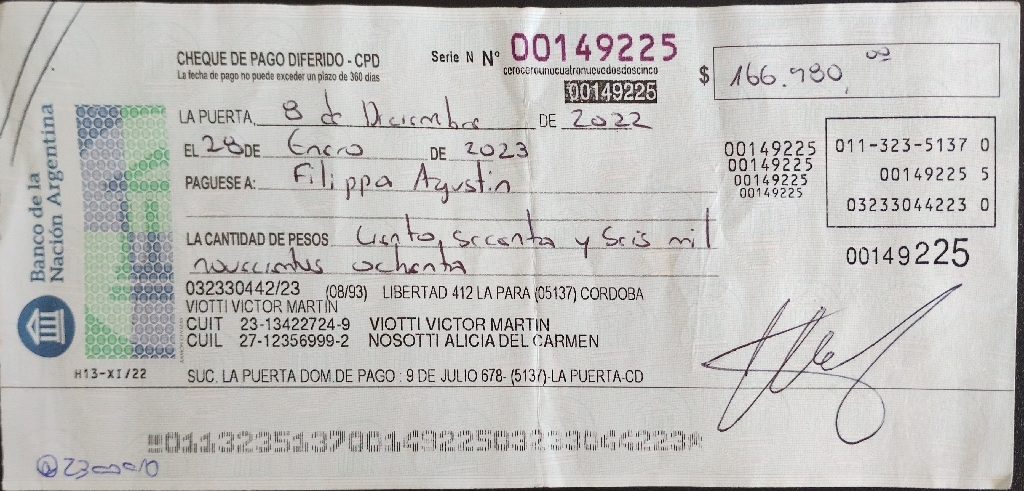 CHEQUE DE PAGO DIFERIDO - CPD
La fecha de pago no puede exceder un plazo de 360 días
Serie N Nº 00149225
cerocerounocuatronuevedosdoscinco
00149225
$ 166.980,00
LA PUERTA, 8 de Diciembre DE 2022
EL 28 DE Enero DE 2023
PAGUESE A: Filippa Agustin
LA CANTIDAD DE PESOS Ciento, sesenta y seis mil
novecientos ochenta
00149225
00149225
00149225
00149225
011-323-5137 0
00149225 5
03233044223 0
00149225
032330442/23 (08/93) LIBERTAD 412 LA PARA (05137) CORDOBA
VIOTTI VICTOR MARTIN
CUIT 23-13422724-9 VIOTTI VICTOR MARTIN
CUIL 27-12356999-2 NOSOTTI ALICIA DEL CARMEN
SUC. LA PUERTA DOM.DE PAGO : 9 DE JULIO 678- (5137)-LA PUERTA-CD
Banco de la
Nación Argentina
H13-XI/22